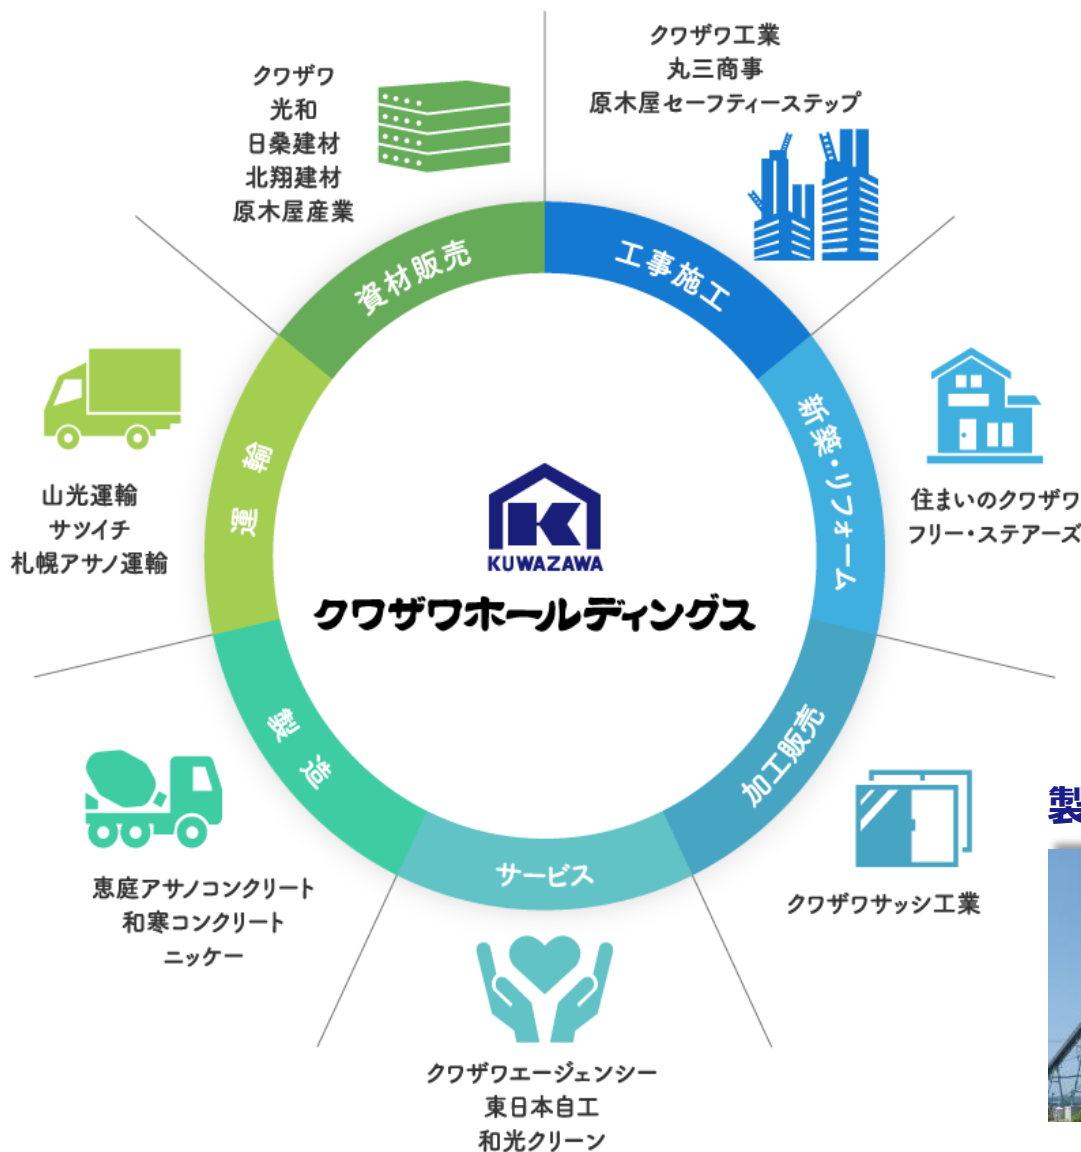 クワザワ
光和
日桑建材
北翔建材
原木屋産業
クワザワ工業
丸三商事
原木屋セーフティーステップ
資材販売
工事施工
運輸
新築・リフォーム
山光運輸
サツイチ
札幌アサノ運輸
住まいのクワザワ
フリー・ステアーズ
KUWAZAWA
クワザワホールディングス
製造
加工販売
サービス
恵庭アサノコンクリート
和寒コンクリート
ニッケー
クワザワサッシ工業
製
クワザワエージェンシー
東日本自工
和光クリーン